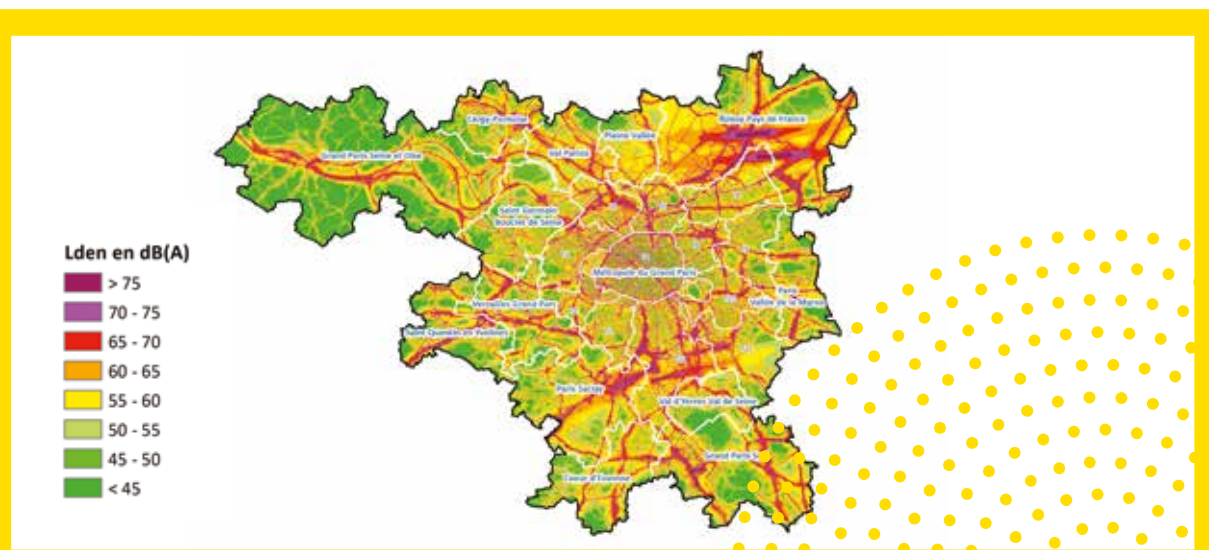 Lden en dB(A)
> 75
70 - 75
65 - 70
60 - 65
55 - 60
50 - 55
45 - 50
< 45
Cergy-Pontoise
Roissy Pays de France
Plaine Vallée
Val Parisis
Grand Paris Seine et Oise
Saint Germain
Boucles de Seine
Métropole du Grand Paris
Paris
Vallée de la Marne
Versailles Grand Parc
Saint Quentin en Yvelines
Paris Saclay
Val d'Yerres Val de Seine
Grand Paris
Coeur d'Essonne